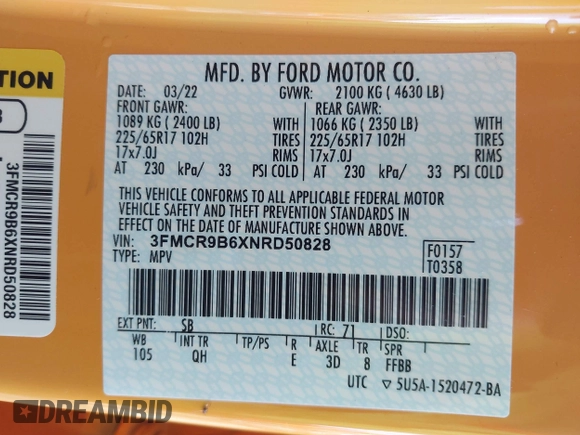 TION
3
3FMCR9B6XNRD50828
MFD. BY FORD MOTOR CO.
DATE: 03/22 GVWR: 2100 KG ( 4630 LB)
FRONT GAWR: REAR GAWR:
1089 KG ( 2400 LB) WITH 1066 KG ( 2350 LB) WITH
225/65R17 102H TIRES 225/65R17 102H TIRES
17x7.0J RIMS 17x7.0J RIMS
AT 230 kPa/ 33 PSI COLD AT 230 kPa/ 33 PSI COLD
THIS VEHICLE CONFORMS TO ALL APPLICABLE FEDERAL MOTOR
VEHICLE SAFETY AND THEFT PREVENTION STANDARDS IN
EFFECT ON THE DATE OF MANUFACTURE SHOWN ABOVE.
VIN: 3FMCR9B6XNRD50828
TYPE: MPV
F0157
T0358
EXT PNT: SB RC: 71 DSO:
WB INT TR TP/PS R AXLE TR SPR
105 QH E 3D 8 FFBB
UTC ▽ 5U5A-1520472-BA
DREAMBID